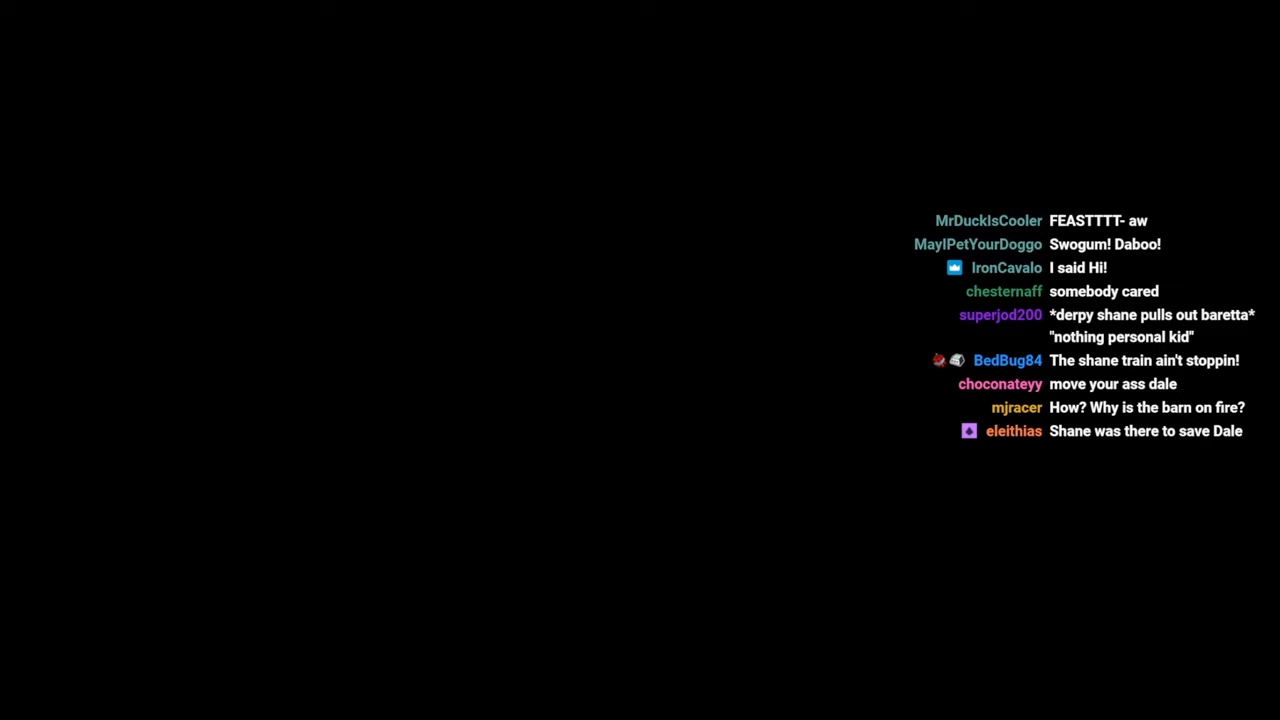 MrDuckIsCooler FEASTTTT- aw
MayIPetYourDoggo Swogum! Daboo!
IronCavalo I said Hi!
chesternaff somebody cared
superjod200 *derpy shane pulls out baretta*
"nothing personal kid"
BedBug84 The shane train ain't stoppin!
choconateyy move your ass dale
mjracer How? Why is the barn on fire?
eleithias Shane was there to save Dale